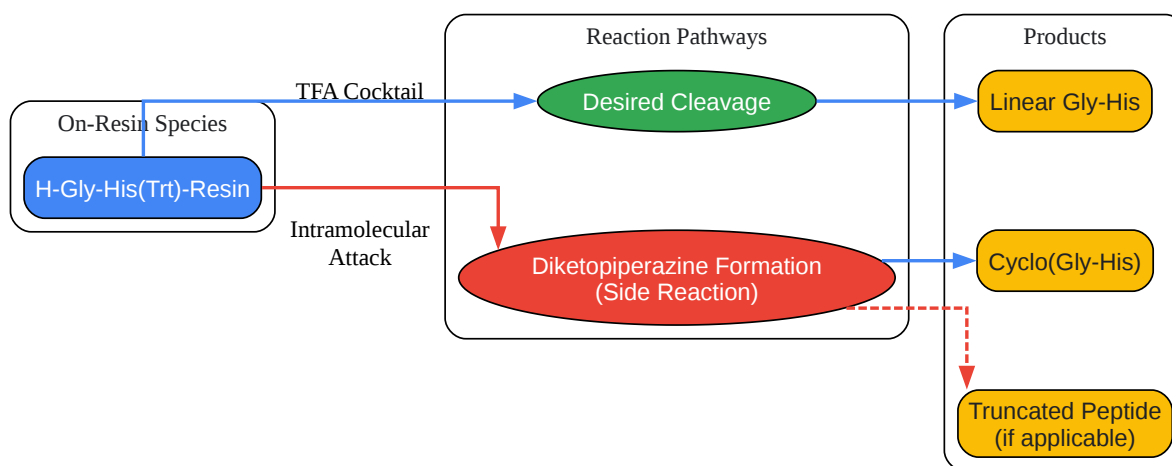 Reaction Pathways
Products
TFA Cocktail
Desired Cleavage
Linear Gly-His
On-Resin Species
H-Gly-His(Trt)-Resin
Intramolecular
Attack
Diketopiperazine Formation
(Side Reaction)
Cyclo(Gly-His)
Truncated Peptide
(if applicable)